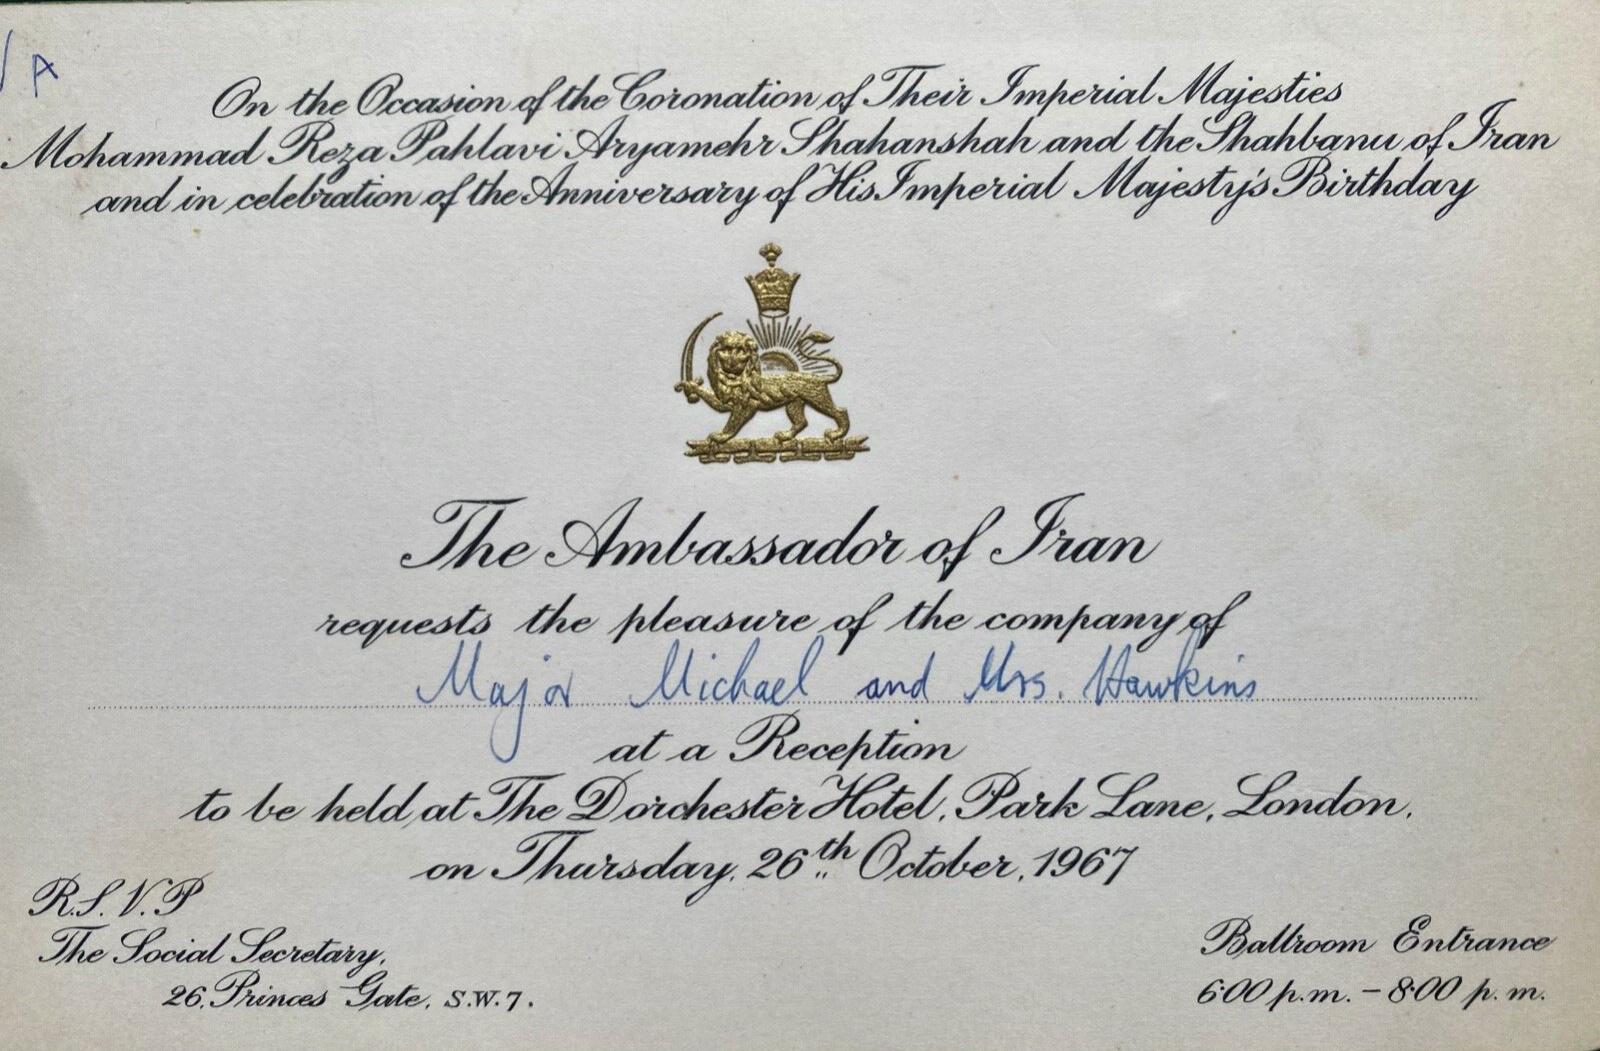 A
On the Occasion of the Coronation of Their Imperial Majesties
Mohammad Reza Pahlavi Aryamehr Shahanshah and the Shahbanu of Iran
and in celebration of the Anniversary of His Imperial Majesty's Birthday
The Ambassador of Iran
requests the pleasure of the company of
Major Michael and Mrs. Hawkins
at a Reception
to be held at The Dorchester Hotel, Park Lane, London,
on Thursday, 26th October, 1967
R.S.V.P
The Social Secretary,
26, Princes Gate, S.W.7.
Ballroom Entrance
6:00 p.m. - 8:00 p.m.